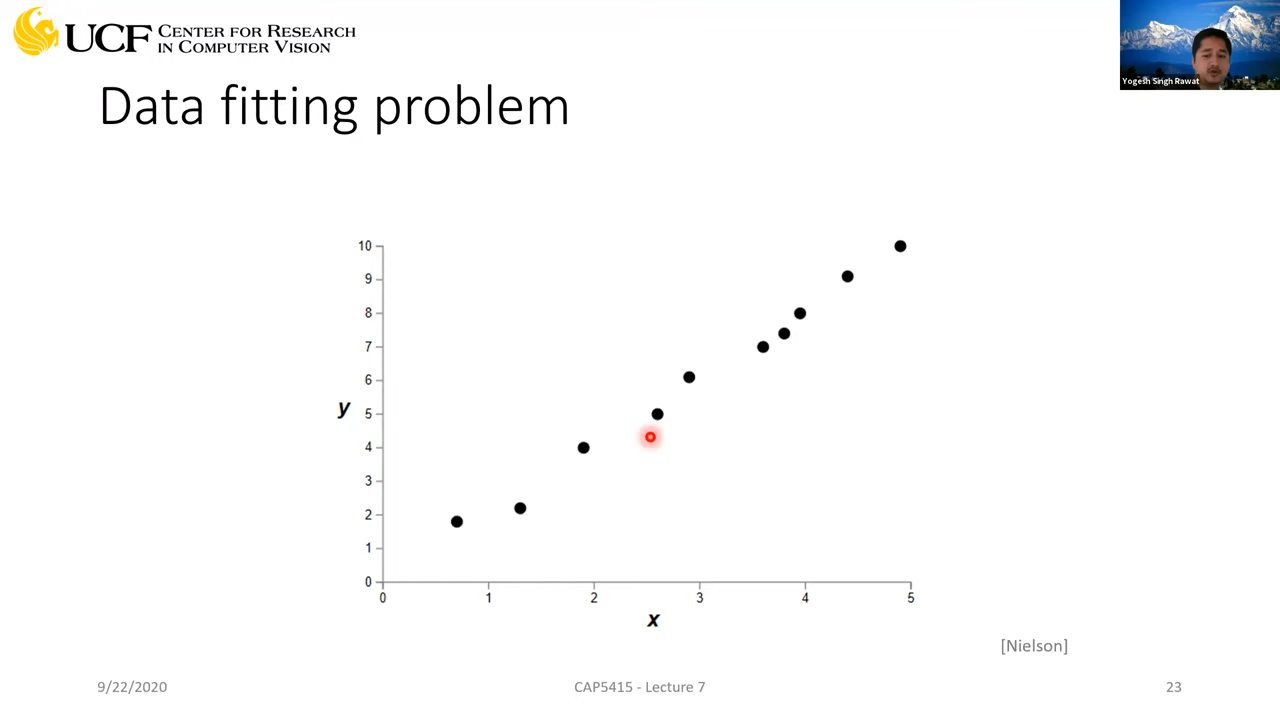 UCF CENTER FOR RESEARCH
IN COMPUTER VISION
Yogesh Singh Rawat
Data fitting problem
10
9
8
7
6
5
4
3
2
1
0
y
0 1 2 3 4 5
x
[Nielson]
9/22/2020 CAP5415 - Lecture 7 23